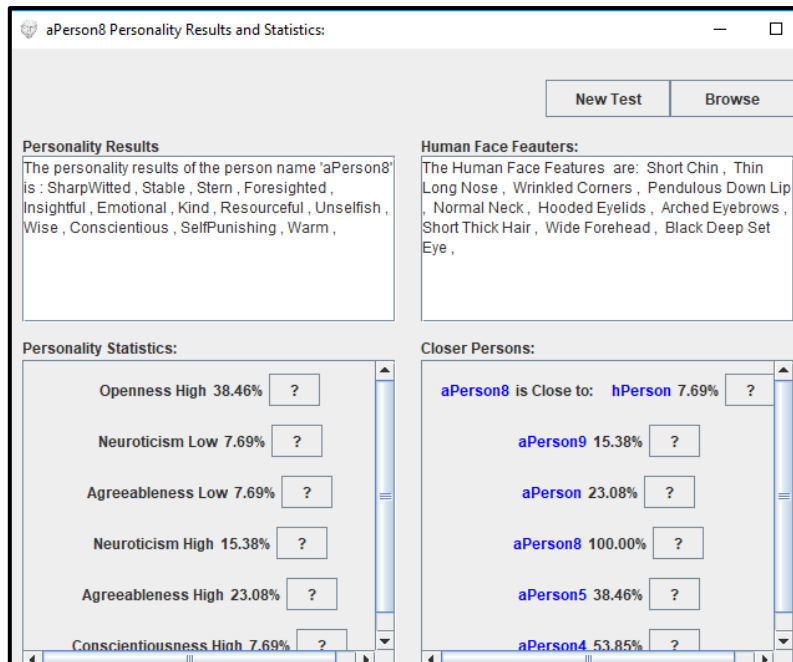 aPerson8 Personality Results and Statistics:
New Test
Browse
Personality Results
The personality results of the person name 'aPerson8'
is : SharpWitted , Stable , Stern , Foresighted ,
Insightful , Emotional , Kind , Resourceful , Unselfish ,
Wise , Conscientious , SelfPunishing , Warm ,
Human Face Feauters:
The Human Face Features are: Short Chin , Thin
Long Nose , Wrinkled Corners , Pendulous Down Lip
, Normal Neck , Hooded Eyelids , Arched Eyebrows ,
Short Thick Hair , Wide Forehead , Black Deep Set
Eye ,
Personality Statistics:
Openness High 38.46% ?
Neuroticism Low 7.69% ?
Agreeableness Low 7.69% ?
Neuroticism High 15.38% ?
Agreeableness High 23.08% ?
Conscientiousness High 7.69% ?
Closer Persons:
aPerson8 is Close to: hPerson 7.69% ?
aPerson9 15.38% ?
aPerson 23.08% ?
aPerson8 100.00% ?
aPerson5 38.46% ?
aPerson4 53.85% ?